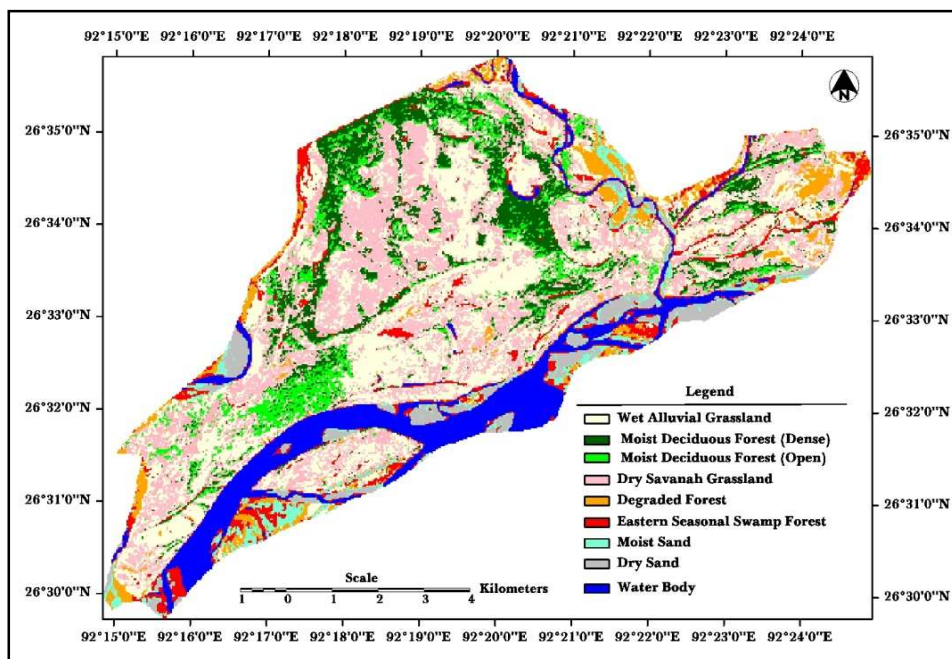 92°15'0"E 92°16'0"E 92°17'0"E 92°18'0"E 92°19'0"E 92°20'0"E 92°21'0"E 92°22'0"E 92°23'0"E 92°24'0"E
N
26°35'0"N 26°35'0"N
26°34'0"N 26°34'0"N
26°33'0"N 26°33'0"N
26°32'0"N 26°32'0"N
26°31'0"N 26°31'0"N
26°30'0"N 26°30'0"N
Legend
Wet Alluvial Grassland
Moist Deciduous Forest (Dense)
Moist Deciduous Forest (Open)
Dry Savanah Grassland
Degraded Forest
Eastern Seasonal Swamp Forest
Moist Sand
Dry Sand
Water Body
Scale
Kilometers
1 0 1 2 3 4
92°15'0"E 92°16'0"E 92°17'0"E 92°18'0"E 92°19'0"E 92°20'0"E 92°21'0"E 92°22'0"E 92°23'0"E 92°24'0"E